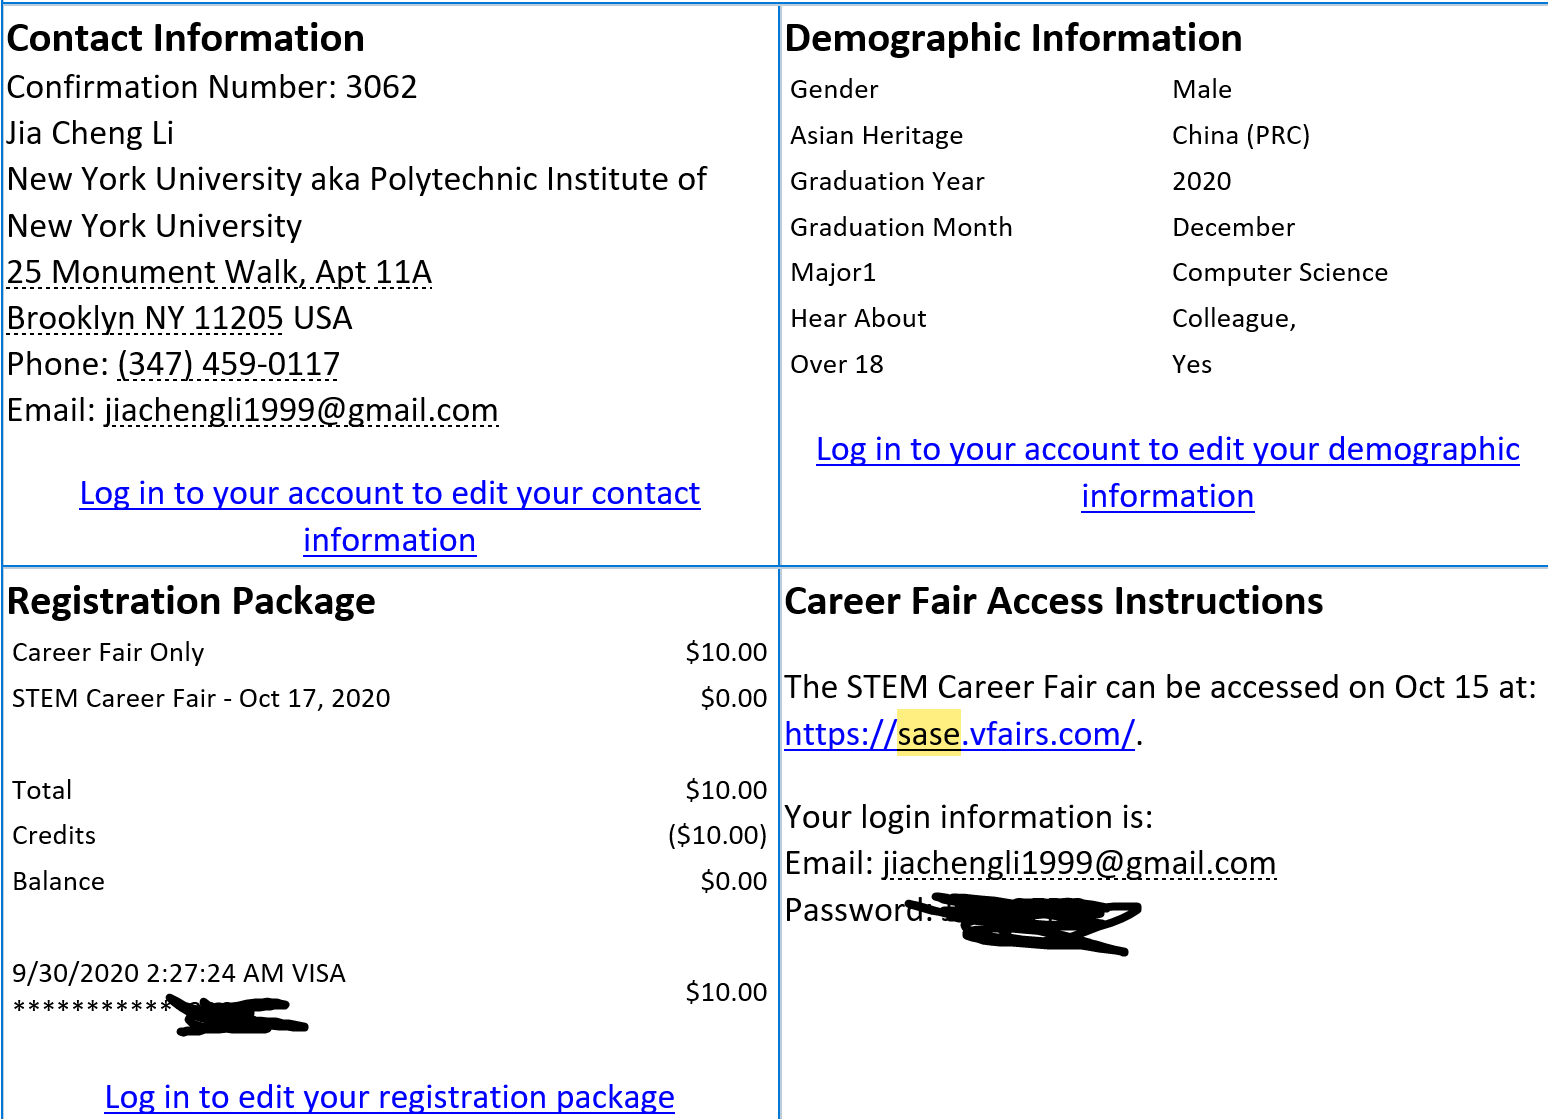 Contact Information
Confirmation Number: 3062
Jia Cheng Li
New York University aka Polytechnic Institute of
New York University
25 Monument Walk, Apt 11A
Brooklyn NY 11205 USA
Phone: (347) 459-0117
Email: jiachengli1999@gmail.com
Log in to your account to edit your contact
information
Demographic Information
Gender Male
Asian Heritage China (PRC)
Graduation Year 2020
Graduation Month December
Major1 Computer Science
Hear About Colleague,
Over 18 Yes
Log in to your account to edit your demographic
information
Registration Package
Career Fair Only $10.00
STEM Career Fair - Oct 17, 2020 $0.00
Total $10.00
Credits ($10.00)
Balance $0.00
9/30/2020 2:27:24 AM VISA
*********** $10.00
Log in to edit your registration package
Career Fair Access Instructions
The STEM Career Fair can be accessed on Oct 15 at:
https://sase.vfairs.com/.
Your login information is:
Email: jiachengli1999@gmail.com
Password: